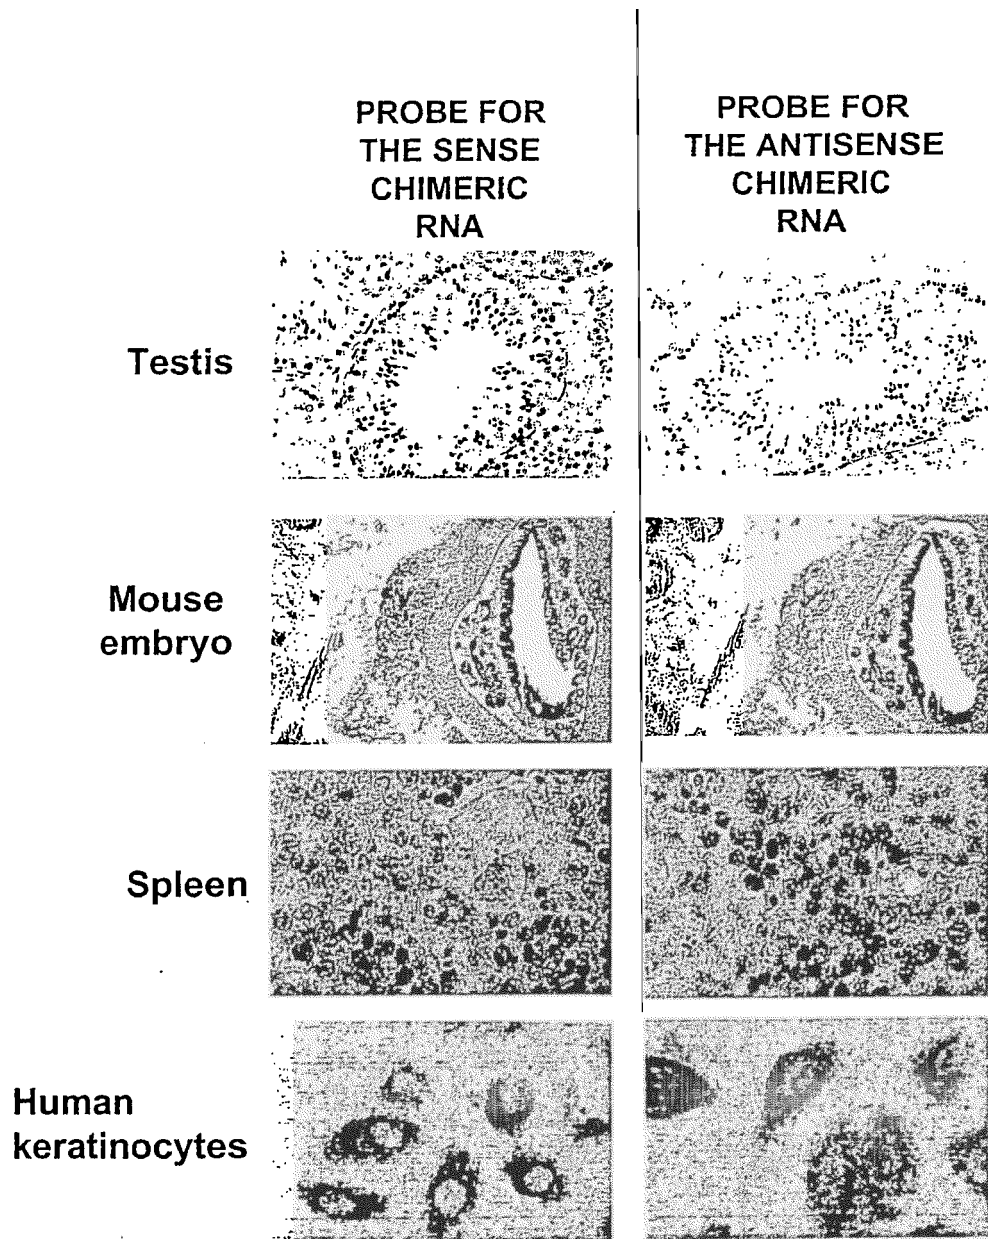 PROBE FOR
THE SENSE
CHIMERIC
RNA
PROBE FOR
THE ANTISENSE
CHIMERIC
RNA
Testis
Mouse
embryo
Spleen
Human
keratinocytes